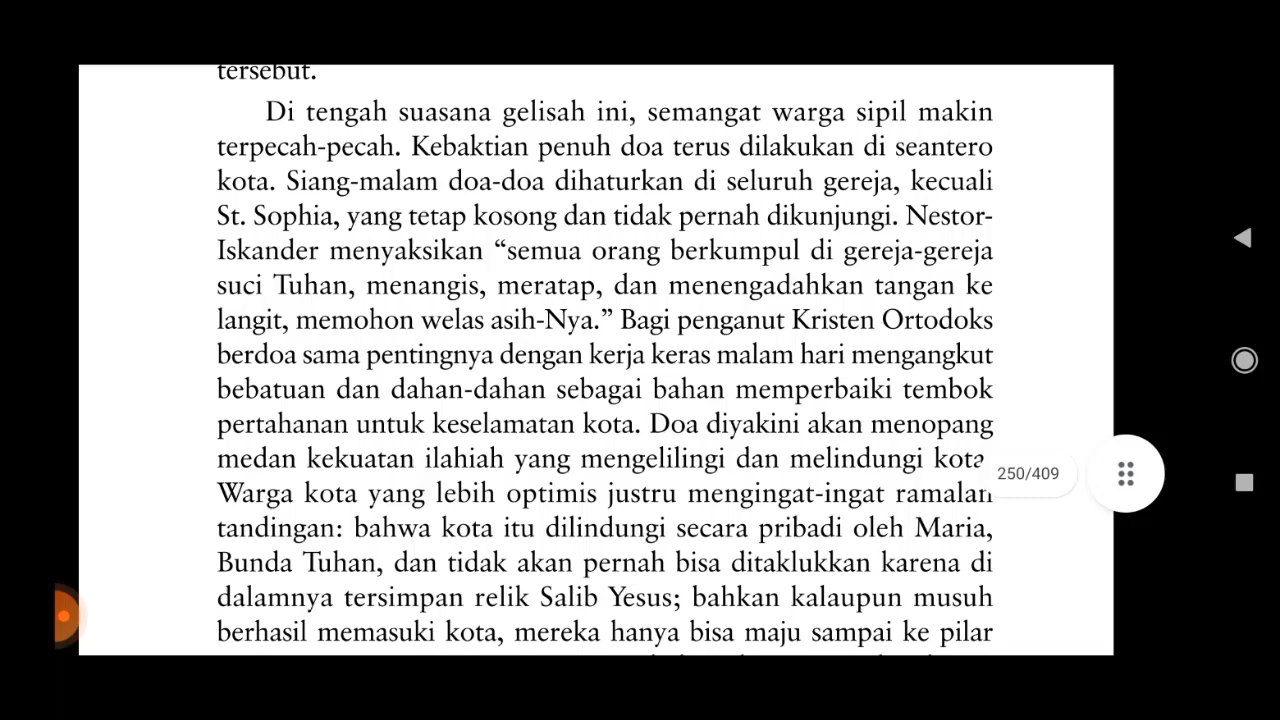 tersebut.
Di tengah suasana gelisah ini, semangat warga sipil makin
terpecah-pecah. Kebaktian penuh doa terus dilakukan di seantero
kota. Siang-malam doa-doa dihaturkan di seluruh gereja, kecuali
St. Sophia, yang tetap kosong dan tidak pernah dikunjungi. Nestor-
Iskander menyaksikan “semua orang berkumpul di gereja-gereja
suci Tuhan, menangis, meratap, dan menengadahkan tangan ke
langit, memohon welas asih-Nya.” Bagi penganut Kristen Ortodoks
berdoa sama pentingnya dengan kerja keras malam hari mengangkut
bebatuan dan dahan-dahan sebagai bahan memperbaiki tembok
pertahanan untuk keselamatan kota. Doa diyakini akan menopang
medan kekuatan ilahiah yang mengelilingi dan melindungi kota.
250/409
Warga kota yang lebih optimis justru mengingat-ingat ramalan
tandingan: bahwa kota itu dilindungi secara pribadi oleh Maria,
Bunda Tuhan, dan tidak akan pernah bisa ditaklukkan karena di
dalamnya tersimpan relik Salib Yesus; bahkan kalaupun musuh
berhasil memasuki kota, mereka hanya bisa maju sampai ke pilar